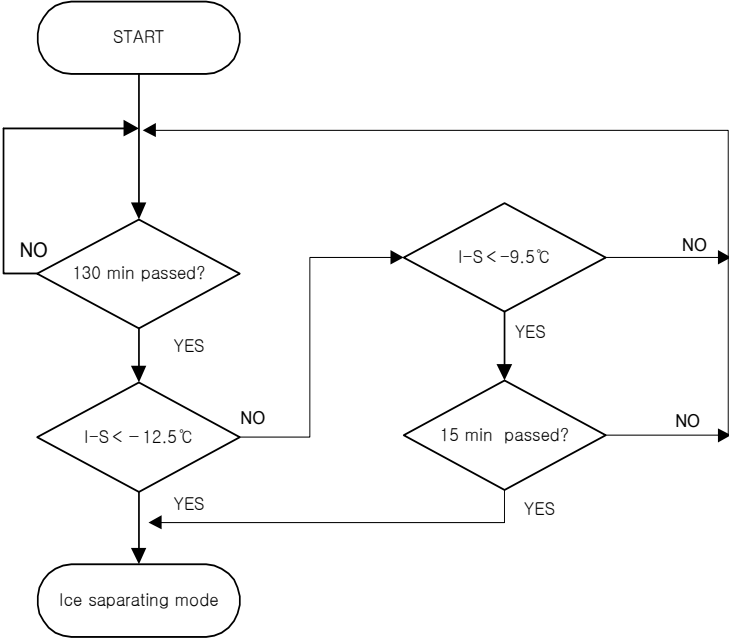 START
NO
130 min passed?
YES
I-S< -12.5℃
NO
YES
Ice saparating mode
I-S<-9.5℃
NO
YES
15 min  passed?
NO
YES